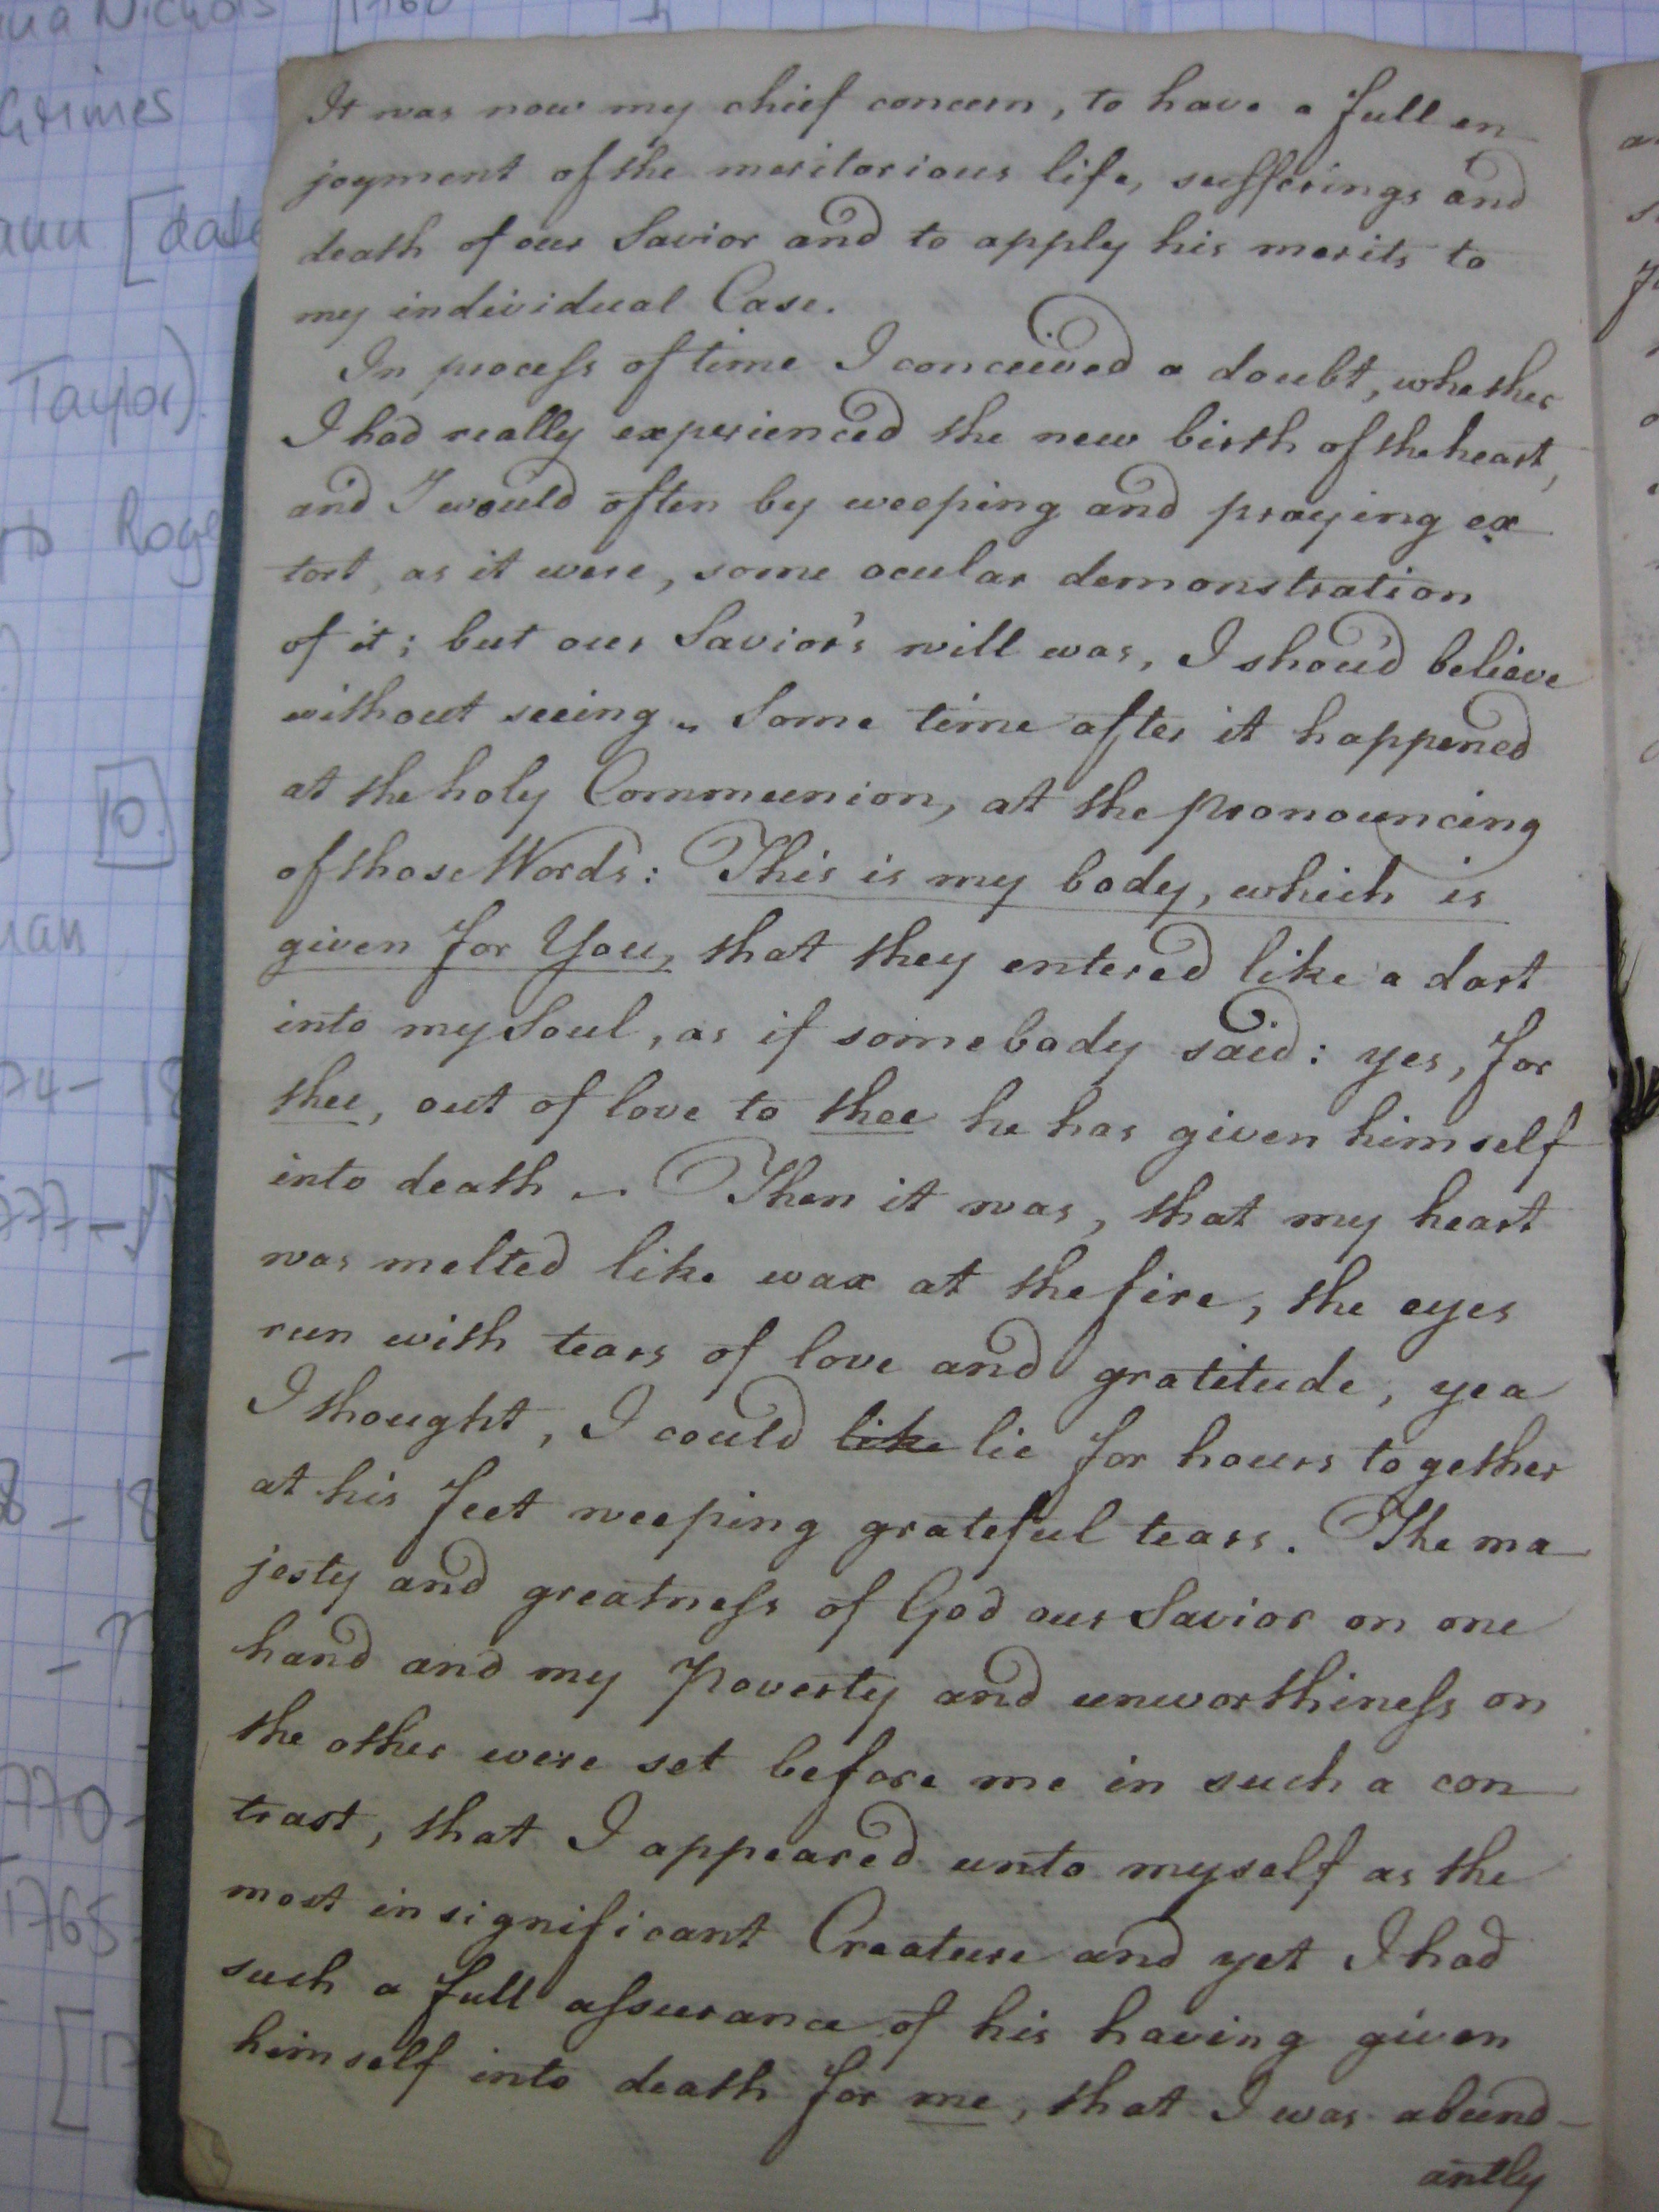 It was now my chief concern, to have a full en
joyment of the meritorious life, sufferings and
death of our Savior and to apply his merits to
my individual Case.
In process of time I conceived a doubt, whether
I had really experienced the new birth of the heart,
and I would often by weeping and praying ex
tort, as it were, some ocular demonstration
of it; but our Savior's will was, I shou'd believe
without seeing. Some time after it happened
at the holy Communion, at the pronouncing
of those Words: This is my body, which is
given for You, that they entered like a dart
into my Soul, as if somebody said: yes, for
thee, out of love to thee he has given himself
into death. Then it was, that my heart
was melted like wax at the fire, the eyes
run with tears of love and gratitude, yea
I thought, I could like lie for hours together
at his feet weeping grateful tears. The ma
jesty and greatness of God our Savior on one
hand and my Poverty and unworthiness on
the other were set before me in such a con
trast, that I appeared unto myself as the
most insignificant Creature and yet I had
such a full assurance of his having given
himself into death for me, that I was abund-
antly
Nichols 1760
Grimes
[date
Taylor).
Roge
10.
74-18
777-
8-18
770-
1765-